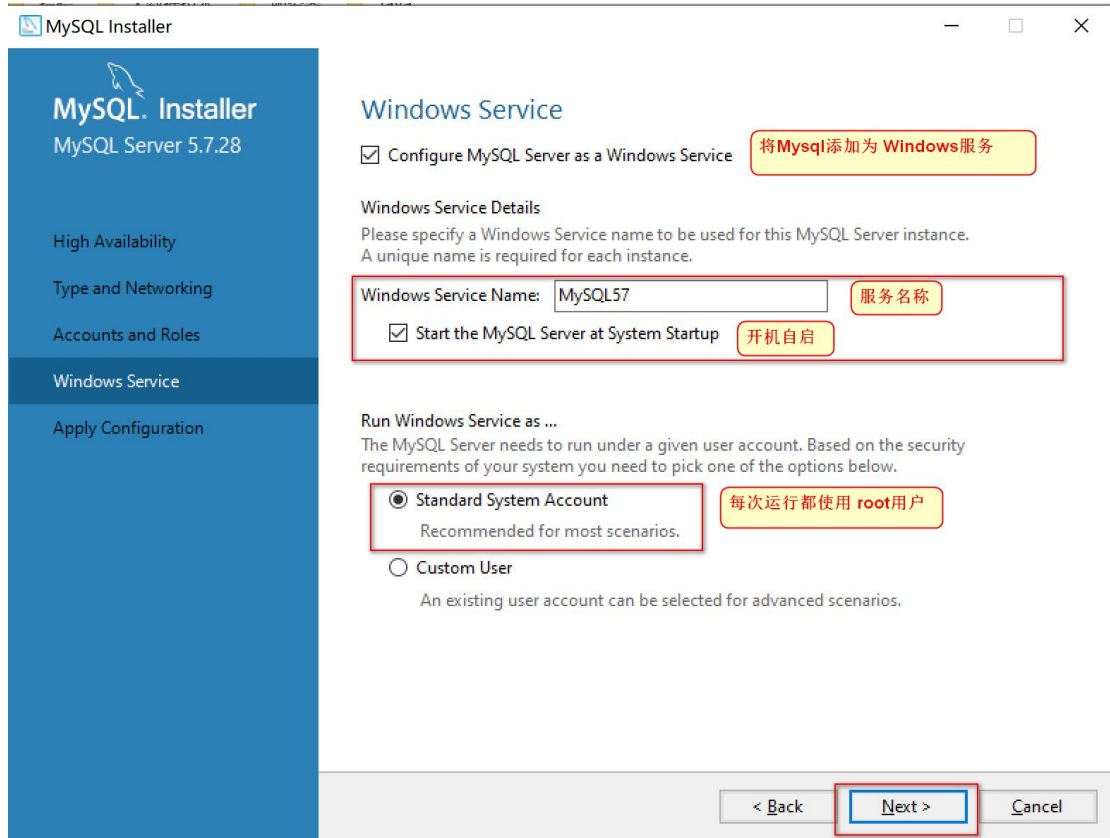 MySQL Installer
MySQL. Installer
MySQL Server 5.7.28
High Availability
Type and Networking
Accounts and Roles
Windows Service
Apply Configuration
Windows Service
Configure MySQL Server as a Windows Service
将Mysql添加为 Windows服务
Windows Service Details
Please specify a Windows Service name to be used for this MySQL Server instance.
A unique name is required for each instance.
Windows Service Name: MySQL57
服务名称
Start the MySQL Server at System Startup
开机自启
Run Windows Service as ...
The MySQL Server needs to run under a given user account. Based on the security
requirements of your system you need to pick one of the options below.
Standard System Account
每次运行都使用 root用户
Recommended for most scenarios.
Custom User
An existing user account can be selected for advanced scenarios.
< Back
Next >
Cancel